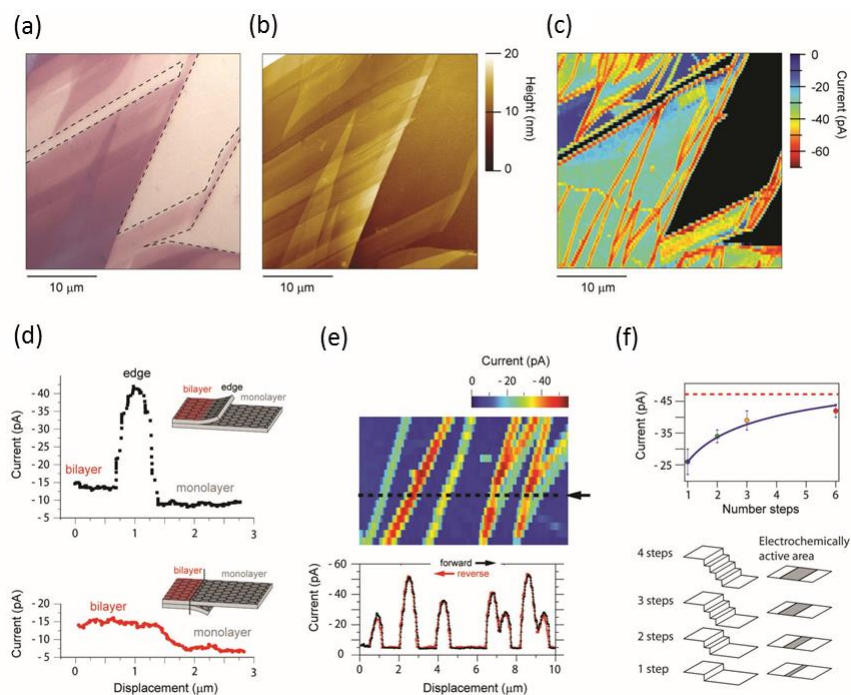 (a)
(b)
(c)
20
10
0
Height (nm)
0
-20
-40
-60
Current (pA)
10 μm
10 μm
10 μm
(d)
(e)
(f)
edge
- 40
- 35
- 30
- 25
- 20
- 15
- 10
- 5
Current (pA)
bilayer
monolayer
bilayer
edge
monolayer
0
1
2
3
- 20
- 15
- 10
- 5
Current (pA)
bilayer
monolayer
bilayer
monolayer
0
1
2
3
Displacement (μm)
Current (pA)
0
- 20
- 40
- 60
- 40
- 20
0
Current (pA)
forward
reverse
0
2
4
6
8
10
Displacement (μm)
- 45
- 35
- 25
Current (pA)
1
2
3
4
5
6
Number steps
Electrochemically
active area
4 steps
3 steps
2 steps
1 step